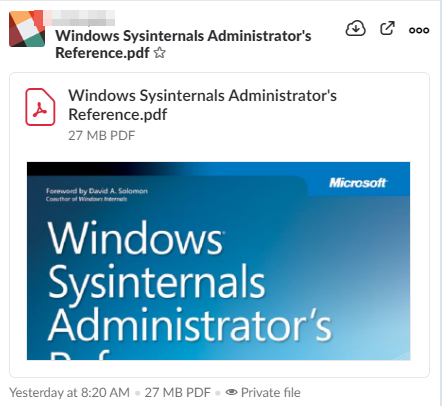 Windows Sysinternals Administrator's
Reference.pdf
Windows Sysinternals Administrator's
Reference.pdf
27 MB PDF
Foreword by David A. Solomon
Coauthor of Windows Internals
Microsoft
Windows
Sysinternals
Administrator's
Yesterday at 8:20 AM • 27 MB PDF • Private file